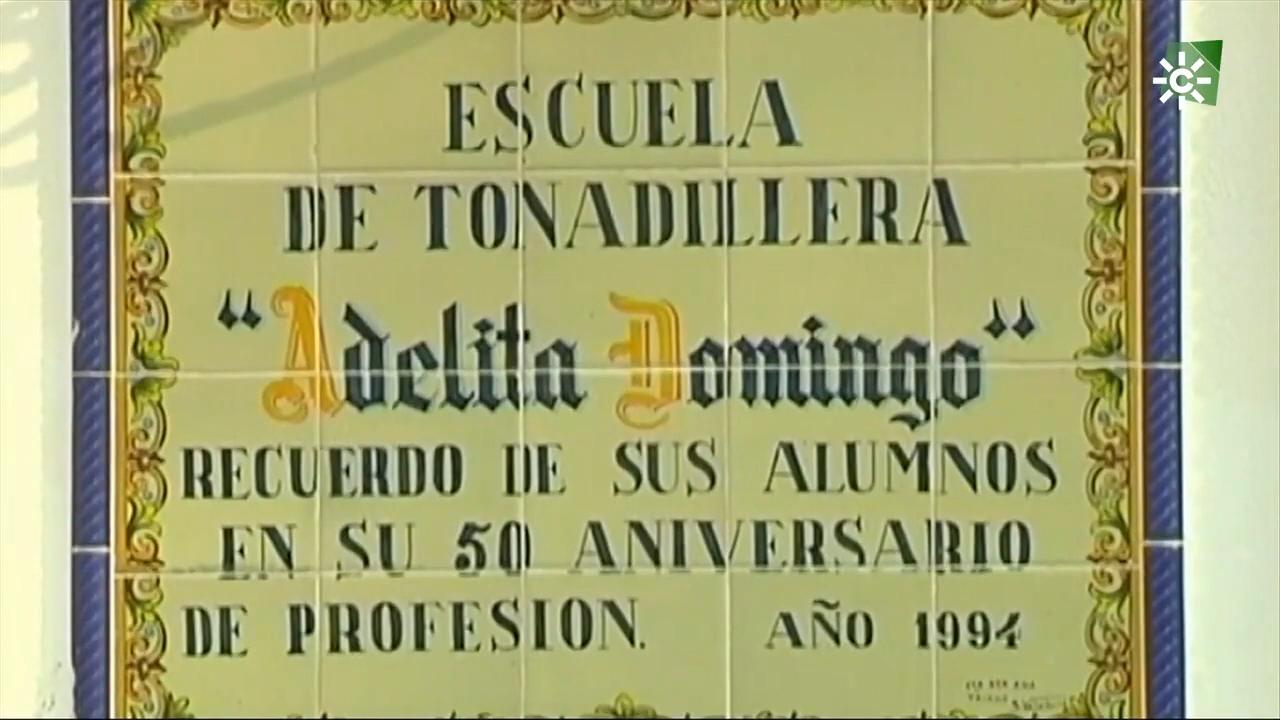 ESCUELA
DE TONADILLERA
"Adelita Domingo"
RECUERDO DE SUS ALUMNOS
EN SU 50 ANIVERSARIO
DE PROFESION. AÑO 1994